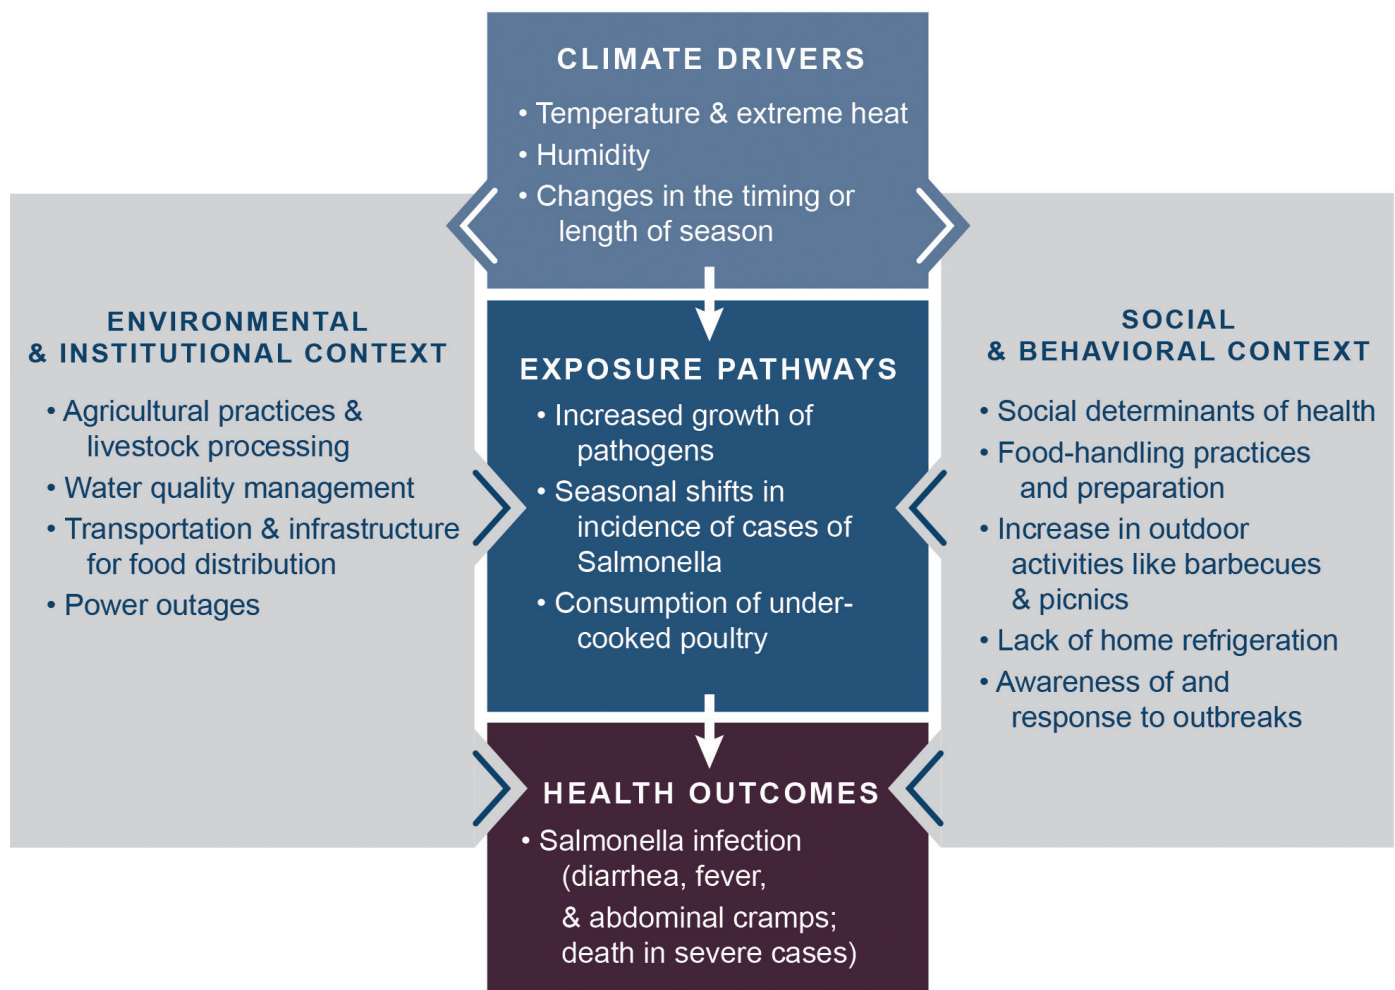 CLIMATE DRIVERS
• Temperature & extreme heat
• Humidity
• Changes in the timing or
length of season
ENVIRONMENTAL
& INSTITUTIONAL CONTEXT
• Agricultural practices &
livestock processing
• Water quality management
• Transportation & infrastructure
for food distribution
• Power outages
EXPOSURE PATHWAYS
• Increased growth of
pathogens
• Seasonal shifts in
incidence of cases of
Salmonella
• Consumption of under-
cooked poultry
SOCIAL
& BEHAVIORAL CONTEXT
• Social determinants of health
• Food-handling practices
and preparation
• Increase in outdoor
activities like barbecues
& picnics
• Lack of home refrigeration
• Awareness of and
response to outbreaks
HEALTH OUTCOMES
• Salmonella infection
(diarrhea, fever,
& abdominal cramps;
death in severe cases)